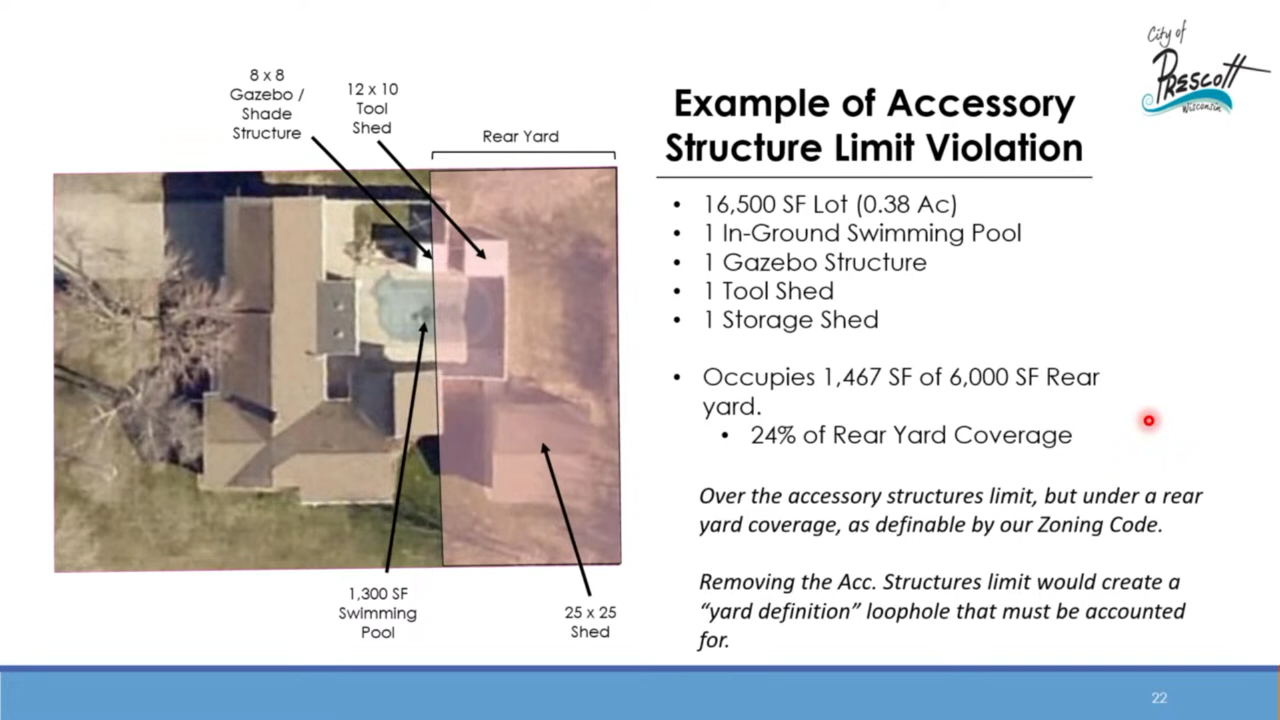 City of
PRESCOTT
Wisconsin
8 x 8
Gazebo /
Shade
Structure
12 x 10
Tool
Shed
Rear Yard
1,300 SF
Swimming
Pool
25 x 25
Shed
Example of Accessory
Structure Limit Violation
• 16,500 SF Lot (0.38 Ac)
• 1 In-Ground Swimming Pool
• 1 Gazebo Structure
• 1 Tool Shed
• 1 Storage Shed
• Occupies 1,467 SF of 6,000 SF Rear
yard.
• 24% of Rear Yard Coverage
Over the accessory structures limit, but under a rear
yard coverage, as definable by our Zoning Code.
Removing the Acc. Structures limit would create a
“yard definition” loophole that must be accounted
for.
22